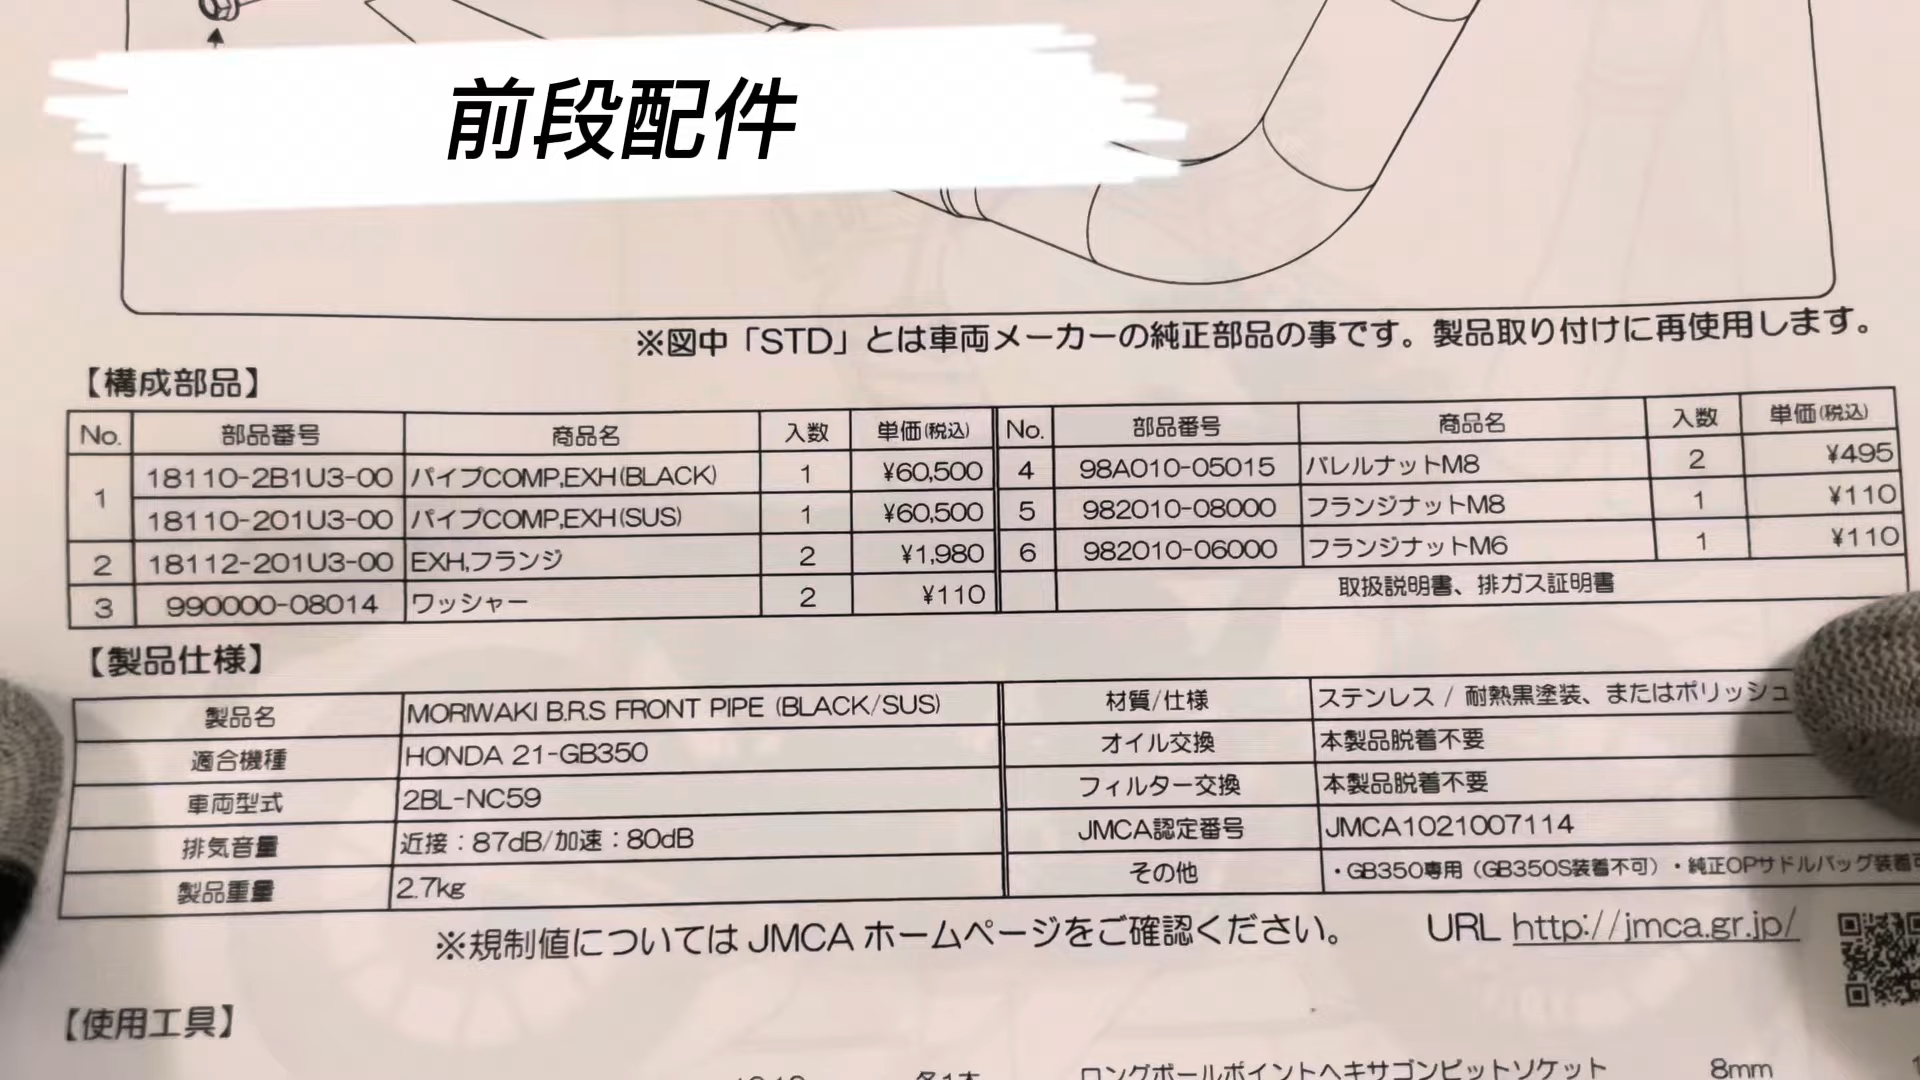 前段配件
※図中「STD」とは車両メーカーの純正部品の事です。製品取り付けに再使用します。
【構成部品】
No. 部品番号 商品名 入数 単価(税込) No. 部品番号 商品名 入数 単価(税込)
1 18110-2B1U3-00 パイプCOMP,EXH(BLACK) 1 ¥60,500 4 98A010-05015 バレルナットM8 2 ¥495
18110-201U3-00 パイプCOMP,EXH(SUS) 1 ¥60,500 5 982010-08000 フランジナットM8 1 ¥110
2 18112-201U3-00 EXH,フランジ 2 ¥1,980 6 982010-06000 フランジナットM6 1 ¥110
3 990000-08014 ワッシャー 2 ¥110 取扱説明書、排ガス証明書
【製品仕様】
製品名 MORIWAKI B.R.S FRONT PIPE (BLACK/SUS) 材質/仕様 ステンレス / 耐熱黒塗装、またはポリッシュ
適合機種 HONDA 21-GB350 オイル交換 本製品脱着不要
車両型式 2BL-NC59 フィルター交換 本製品脱着不要
排気音量 近接：87dB/加速：80dB JMCA認定番号 JMCA1021007114
製品重量 2.7kg その他 ・GB350専用（GB350S装着不可）・純正OPサドルバッグ装着
※規制値については JMCA ホームページをご確認ください。 URL http://jmca.gr.jp/
【使用工具】
ロングボールポイントヘキサゴンビットソケット 8mm